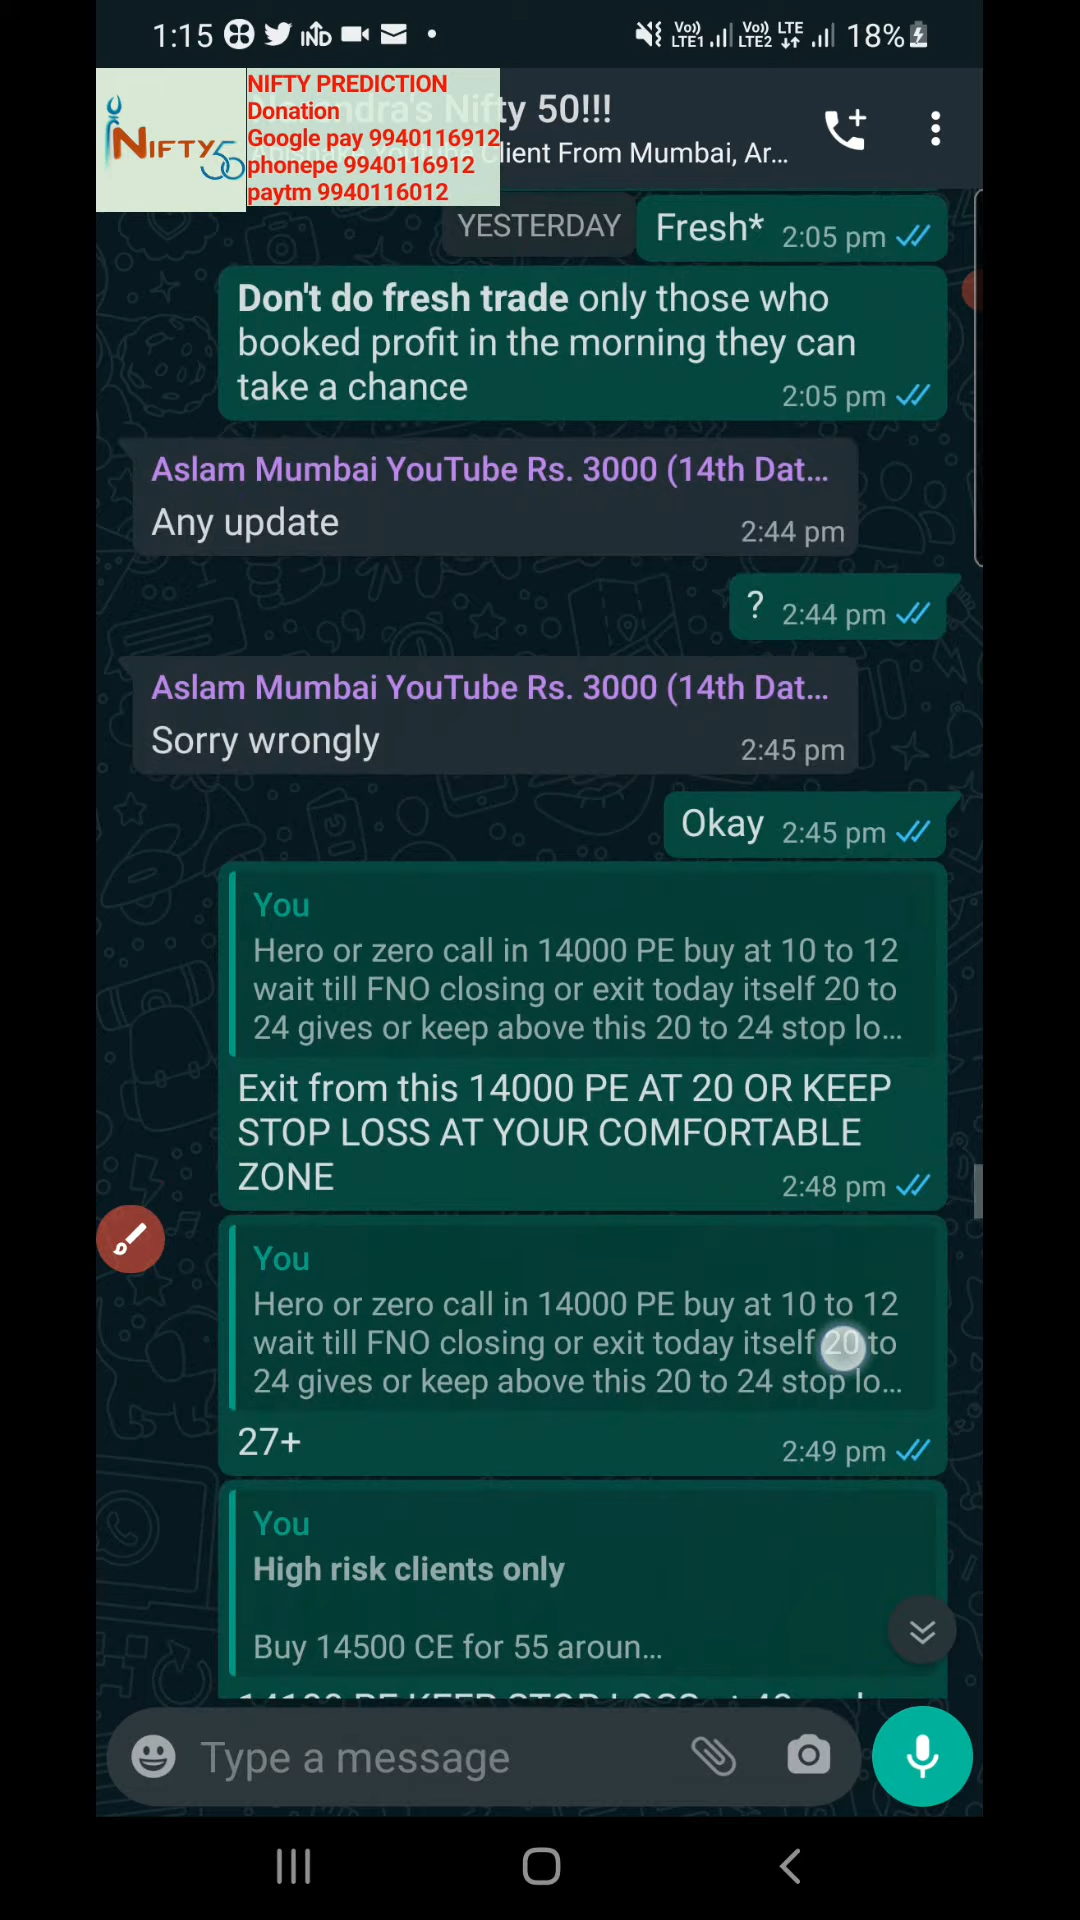 1:15
Vo)) LTE1 Vo)) LTE2 LTE 18%
NIFTY50
NIFTY PREDICTION
Donation
Google pay 9940116912
phonepe 9940116912
paytm 9940116012
ndra's Nifty 50!!!
Client From Mumbai, Ar...
YESTERDAY
Fresh* 2:05 pm
Don't do fresh trade only those who
booked profit in the morning they can
take a chance 2:05 pm
Aslam Mumbai YouTube Rs. 3000 (14th Dat...
Any update 2:44 pm
? 2:44 pm
Aslam Mumbai YouTube Rs. 3000 (14th Dat...
Sorry wrongly 2:45 pm
Okay 2:45 pm
You
Hero or zero call in 14000 PE buy at 10 to 12
wait till FNO closing or exit today itself 20 to
24 gives or keep above this 20 to 24 stop lo...
Exit from this 14000 PE AT 20 OR KEEP
STOP LOSS AT YOUR COMFORTABLE
ZONE 2:48 pm
You
Hero or zero call in 14000 PE buy at 10 to 12
wait till FNO closing or exit today itself 20 to
24 gives or keep above this 20 to 24 stop lo...
27+ 2:49 pm
You
High risk clients only
Buy 14500 CE for 55 aroun...
Type a message